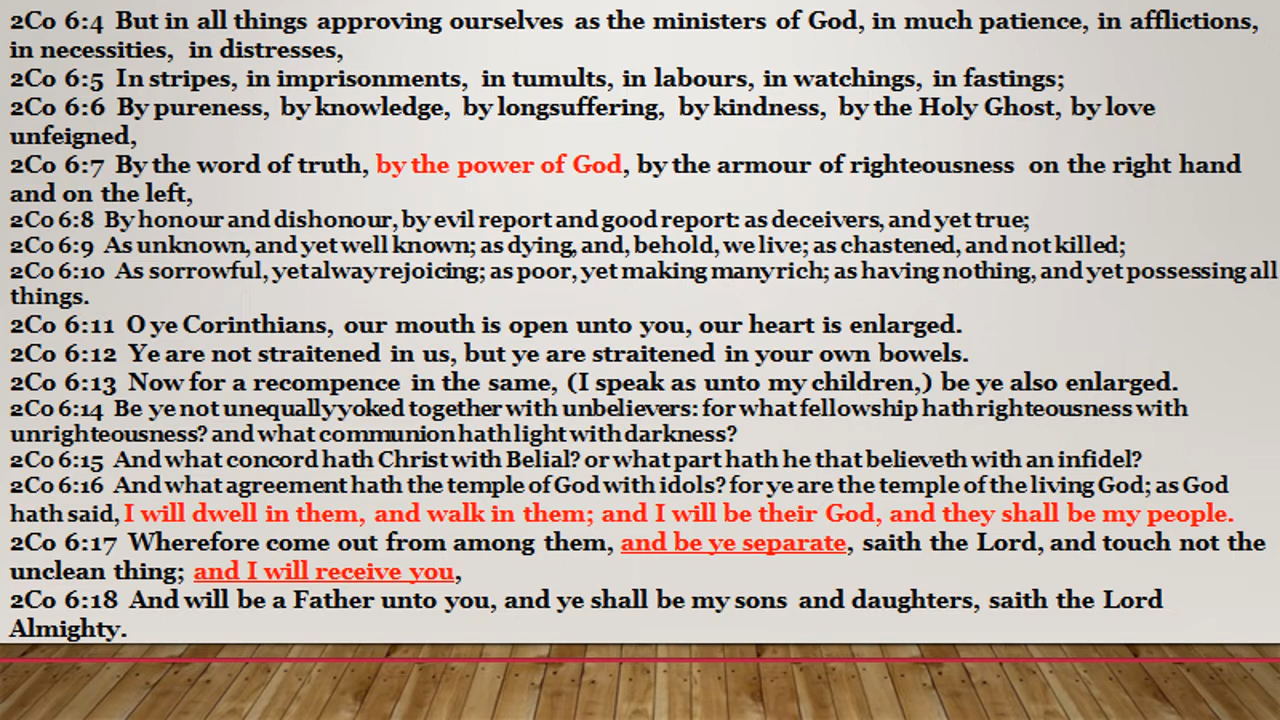 2Co 6:4 But in all things approving ourselves as the ministers of God, in much patience, in afflictions,
in necessities, in distresses,
2Co 6:5 In stripes, in imprisonments, in tumults, in labours, in watchings, in fastings;
2Co 6:6 By pureness, by knowledge, by longsuffering, by kindness, by the Holy Ghost, by love
unfeigned,
2Co 6:7 By the word of truth, by the power of God, by the armour of righteousness on the right hand
and on the left,
2Co 6:8 By honour and dishonour, by evil report and good report: as deceivers, and yet true;
2Co 6:9 As unknown, and yet well known; as dying, and, behold, we live; as chastened, and not killed;
2Co 6:10 As sorrowful, yet alway rejoicing; as poor, yet making many rich; as having nothing, and yet possessing all
things.
2Co 6:11 O ye Corinthians, our mouth is open unto you, our heart is enlarged.
2Co 6:12 Ye are not straitened in us, but ye are straitened in your own bowels.
2Co 6:13 Now for a recompence in the same, (I speak as unto my children,) be ye also enlarged.
2Co 6:14 Be ye not unequally yoked together with unbelievers: for what fellowship hath righteousness with
unrighteousness? and what communion hath light with darkness?
2Co 6:15 And what concord hath Christ with Belial? or what part hath he that believeth with an infidel?
2Co 6:16 And what agreement hath the temple of God with idols? for ye are the temple of the living God; as God
hath said, I will dwell in them, and walk in them; and I will be their God, and they shall be my people.
2Co 6:17 Wherefore come out from among them, and be ye separate, saith the Lord, and touch not the
unclean thing; and I will receive you,
2Co 6:18 And will be a Father unto you, and ye shall be my sons and daughters, saith the Lord
Almighty.